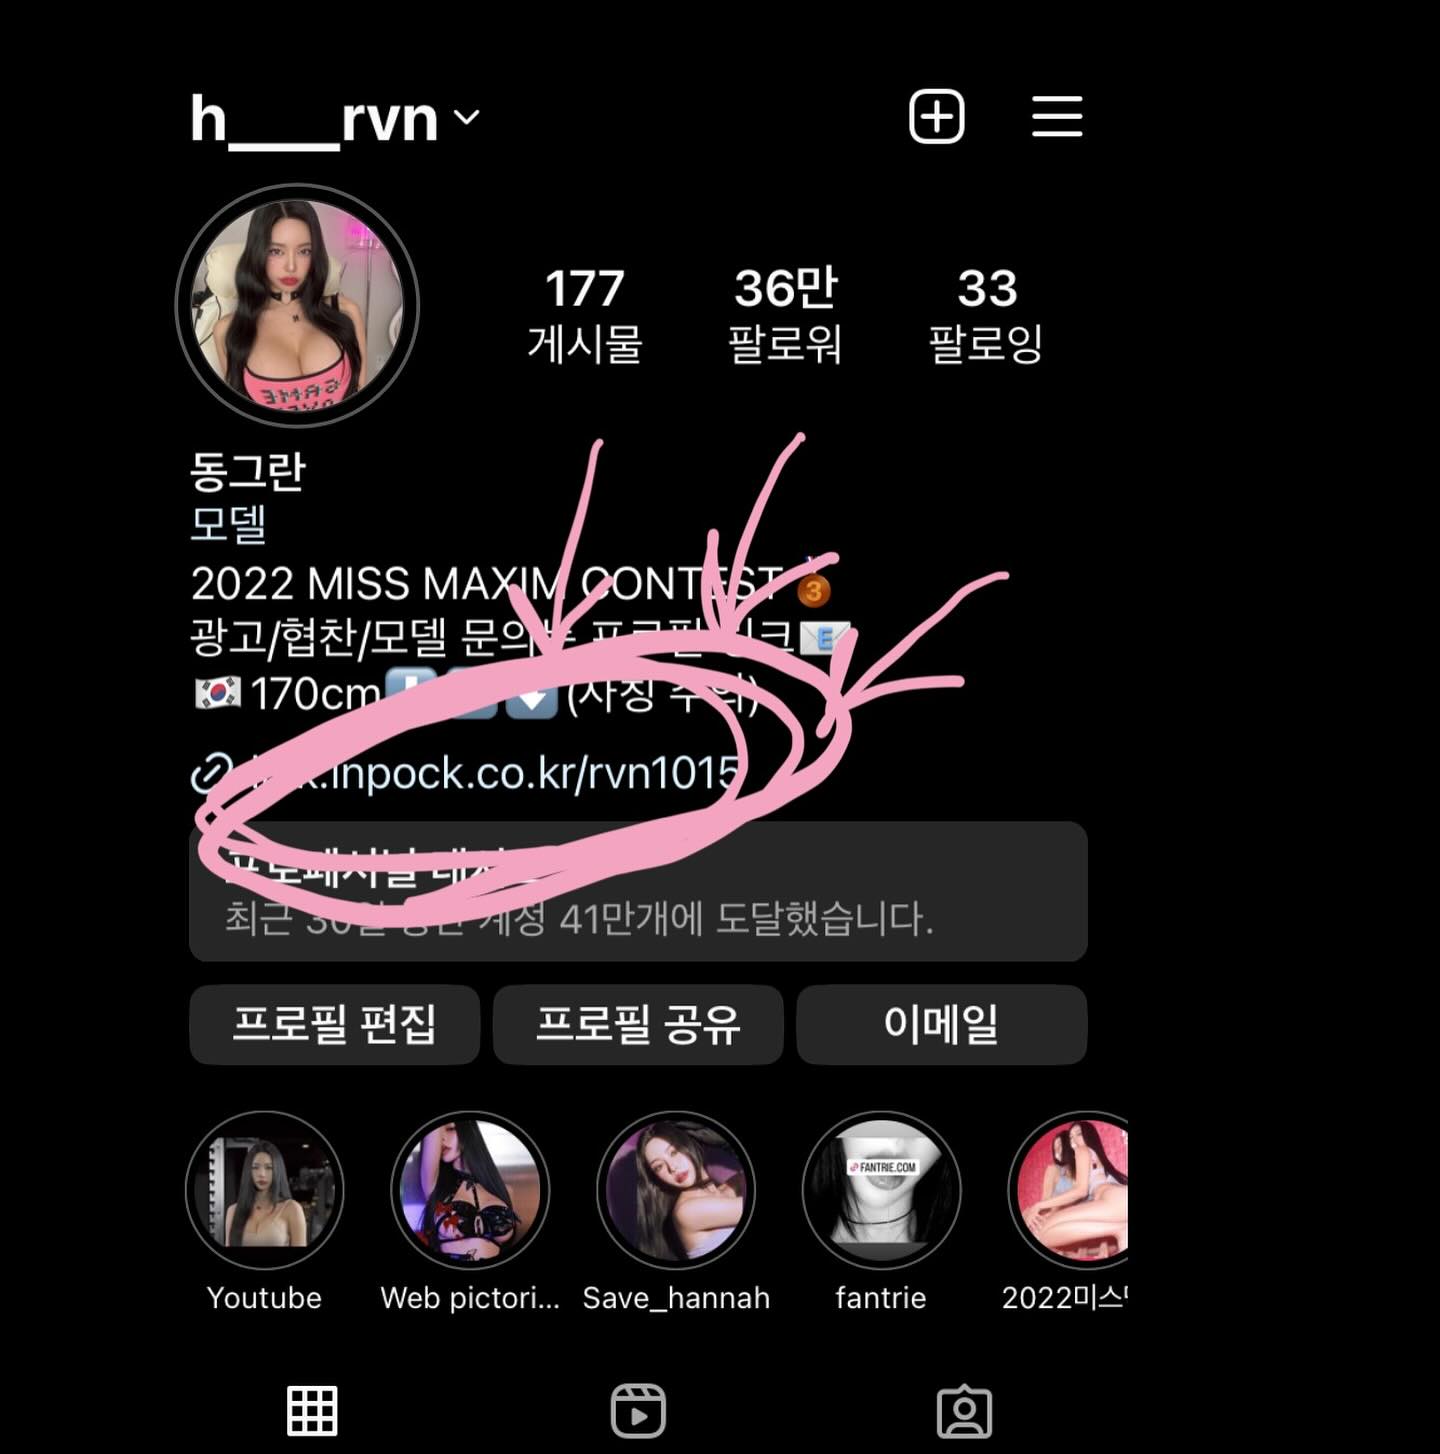 h____rvn
177
게시물
36만
팔로워
33
팔로잉
동그란
모델
2022 MISS MAXIM CONTEST 🥉
광고/협찬/모델 문의는 프로필 링크📧
🇰🇷 170cm⬇️⬇️⬇️ (사칭 주의)
link.inpock.co.kr/rvn1015
프로페셔널 대시보드
최근 30일 동안 계정 41만개에 도달했습니다.
프로필 편집
프로필 공유
이메일
FANTRIE.COM
Youtube
Web pictori...
Save_hannah
fantrie
2022미스